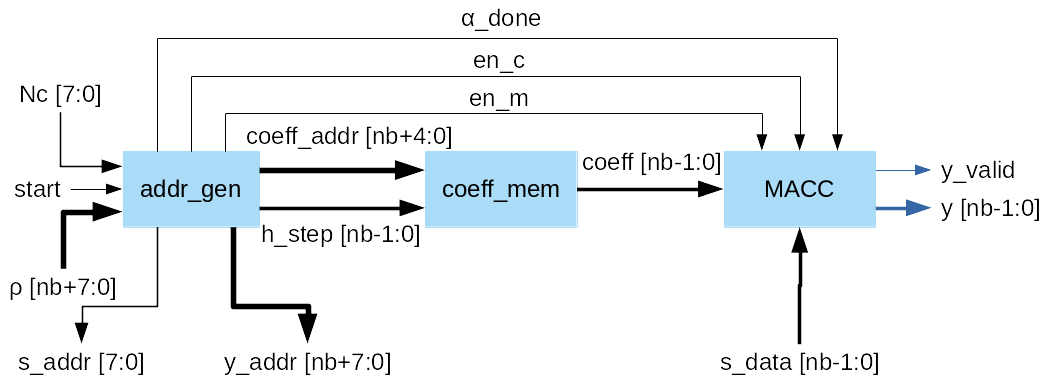 α_done
en_c
en_m
Nc [7:0]
coeff_addr [nb+4:0]
coeff [nb-1:0]
start
addr_gen
coeff_mem
MACC
y_valid
y [nb-1:0]
h_step [nb-1:0]
ρ [nb+7:0]
s_addr [7:0]
y_addr [nb+7:0]
s_data [nb-1:0]